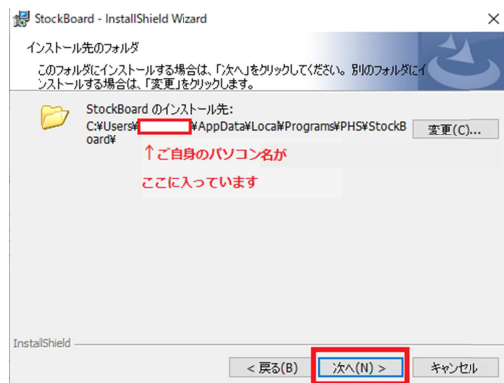 StockBoard - InstallShield Wizard
インストール先のフォルダ
このフォルダにインストールする場合は、「次へ」をクリックしてください。別のフォルダにイ
ンストールする場合は、「変更」をクリックします。
StockBoard のインストール先:
C:¥Users¥ ¥AppData¥Local¥Programs¥PHS¥StockB
oard¥
変更(C)...
↑ご自身のパソコン名が
ここに入っています
InstallShield
< 戻る(B)
次へ(N) >
キャンセル